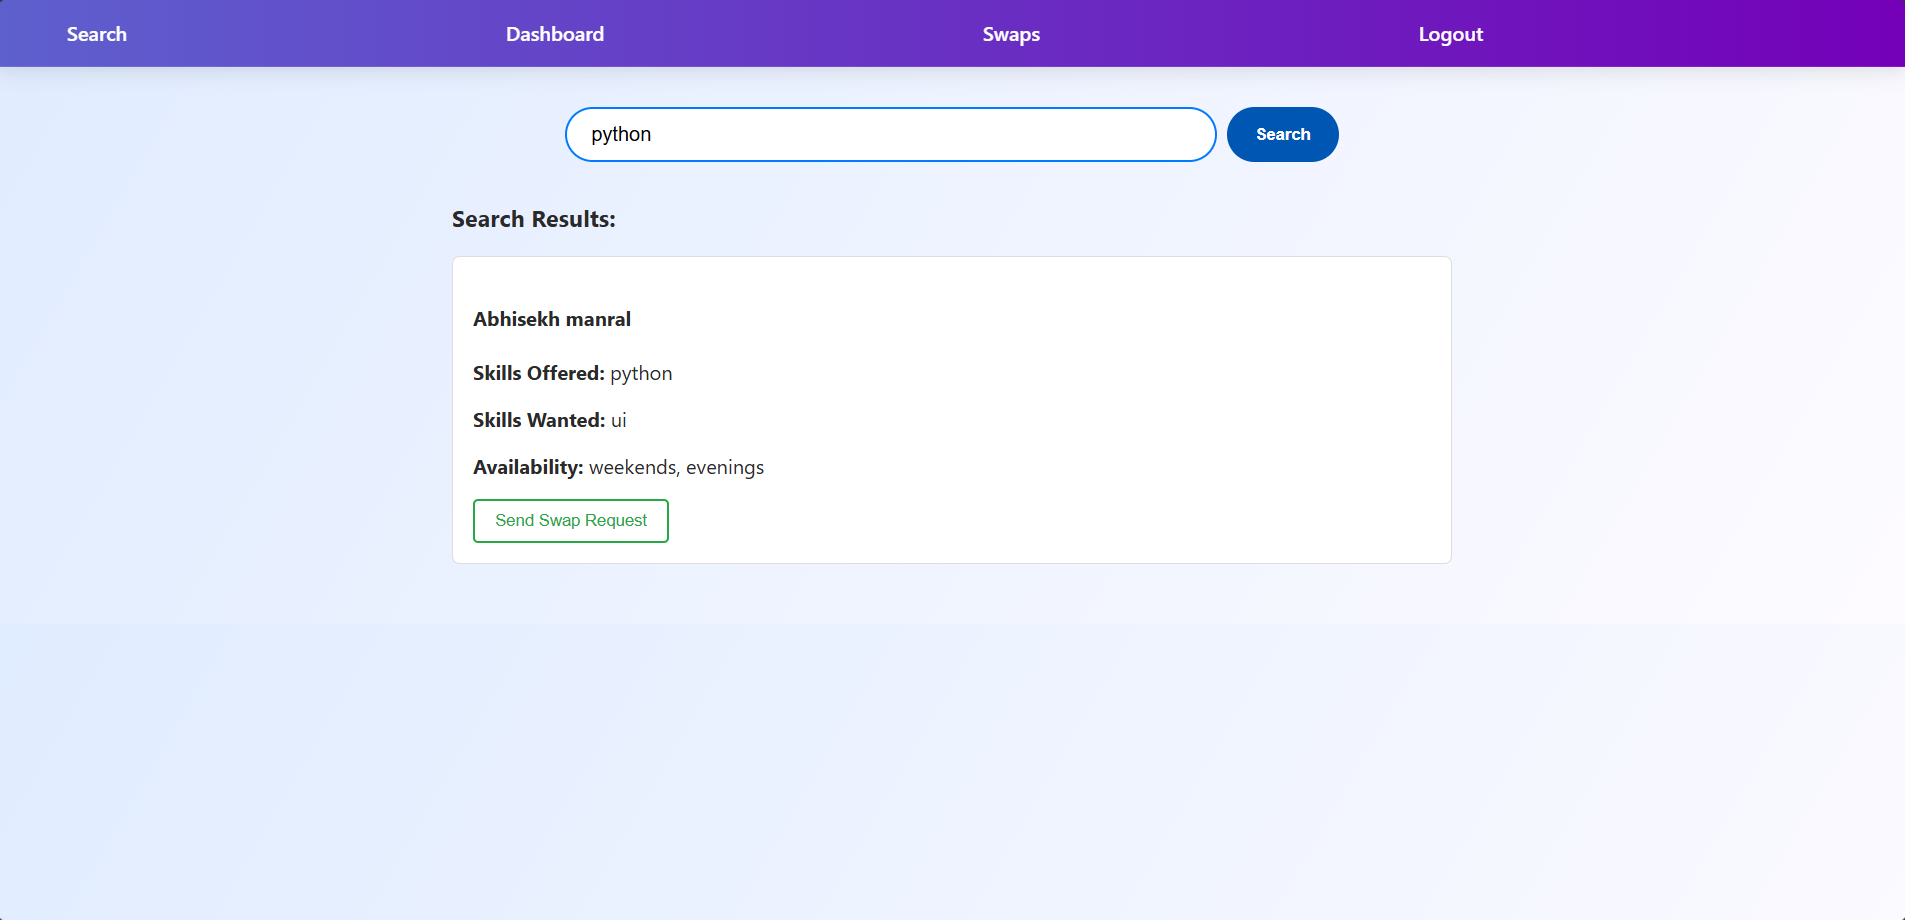 Search Dashboard Swaps Logout
python Search
Search Results:
Abhisekh manral
Skills Offered: python
Skills Wanted: ui
Availability: weekends, evenings
Send Swap Request